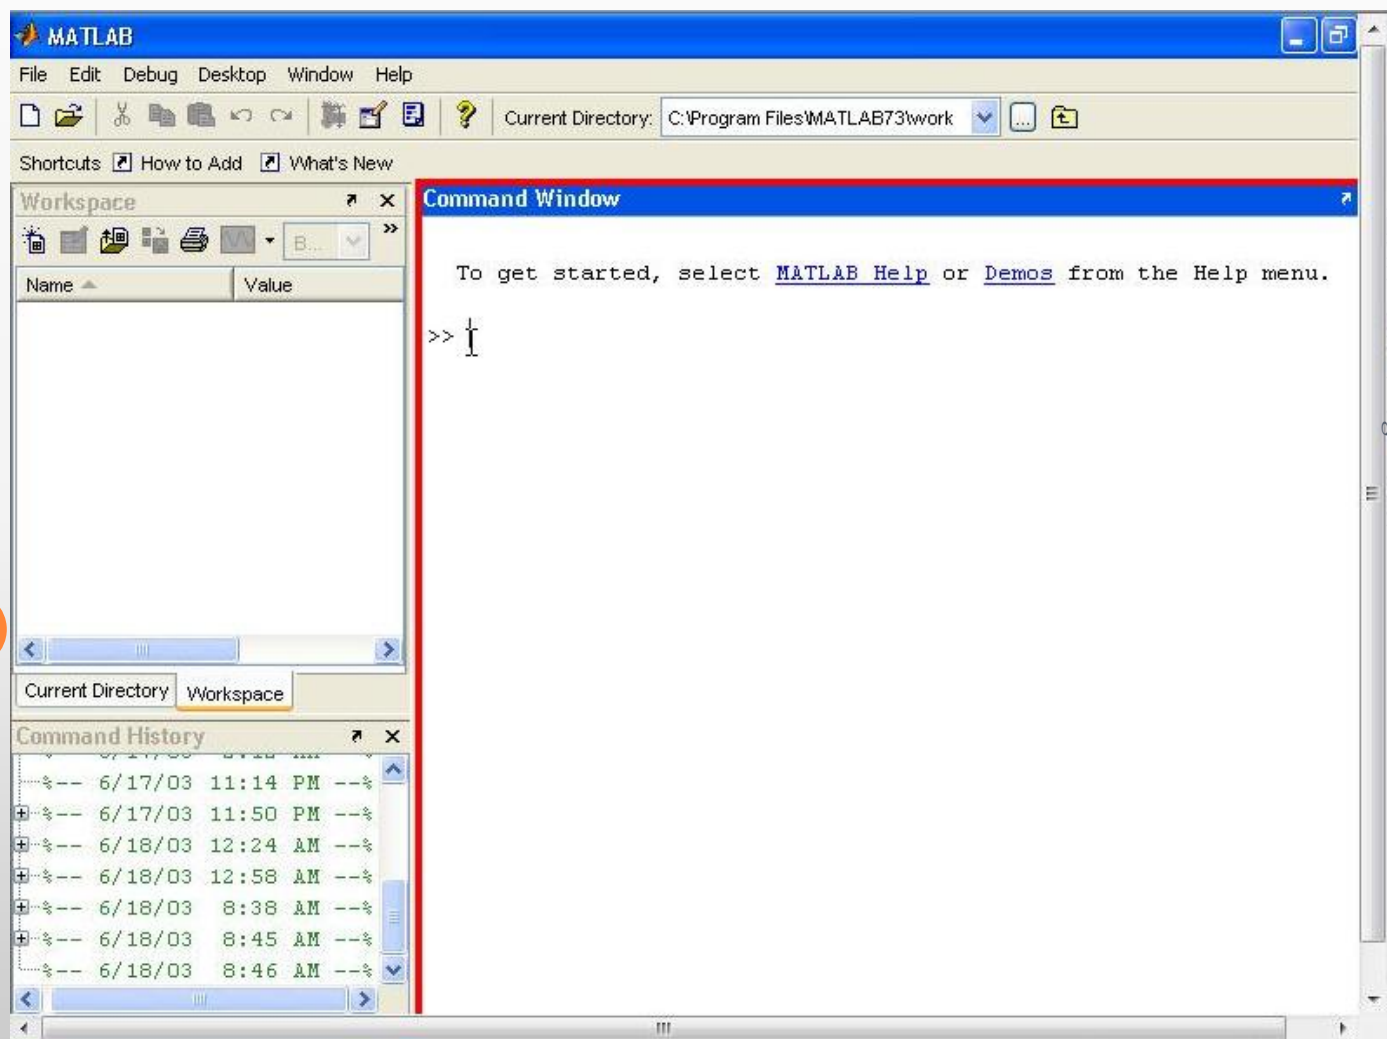 MATLAB
File Edit Debug Desktop Window Help
Current Directory: C:\Program Files\MATLAB73\work ...
Shortcuts How to Add What's New
Workspace
B... »
Name Value
Current Directory Workspace
Command History
%-- 6/17/03 11:14 PM --%
%-- 6/17/03 11:50 PM --%
%-- 6/18/03 12:24 AM --%
%-- 6/18/03 12:58 AM --%
%-- 6/18/03 8:38 AM --%
%-- 6/18/03 8:45 AM --%
%-- 6/18/03 8:46 AM --%
Command Window
To get started, select MATLAB Help or Demos from the Help menu.
>>